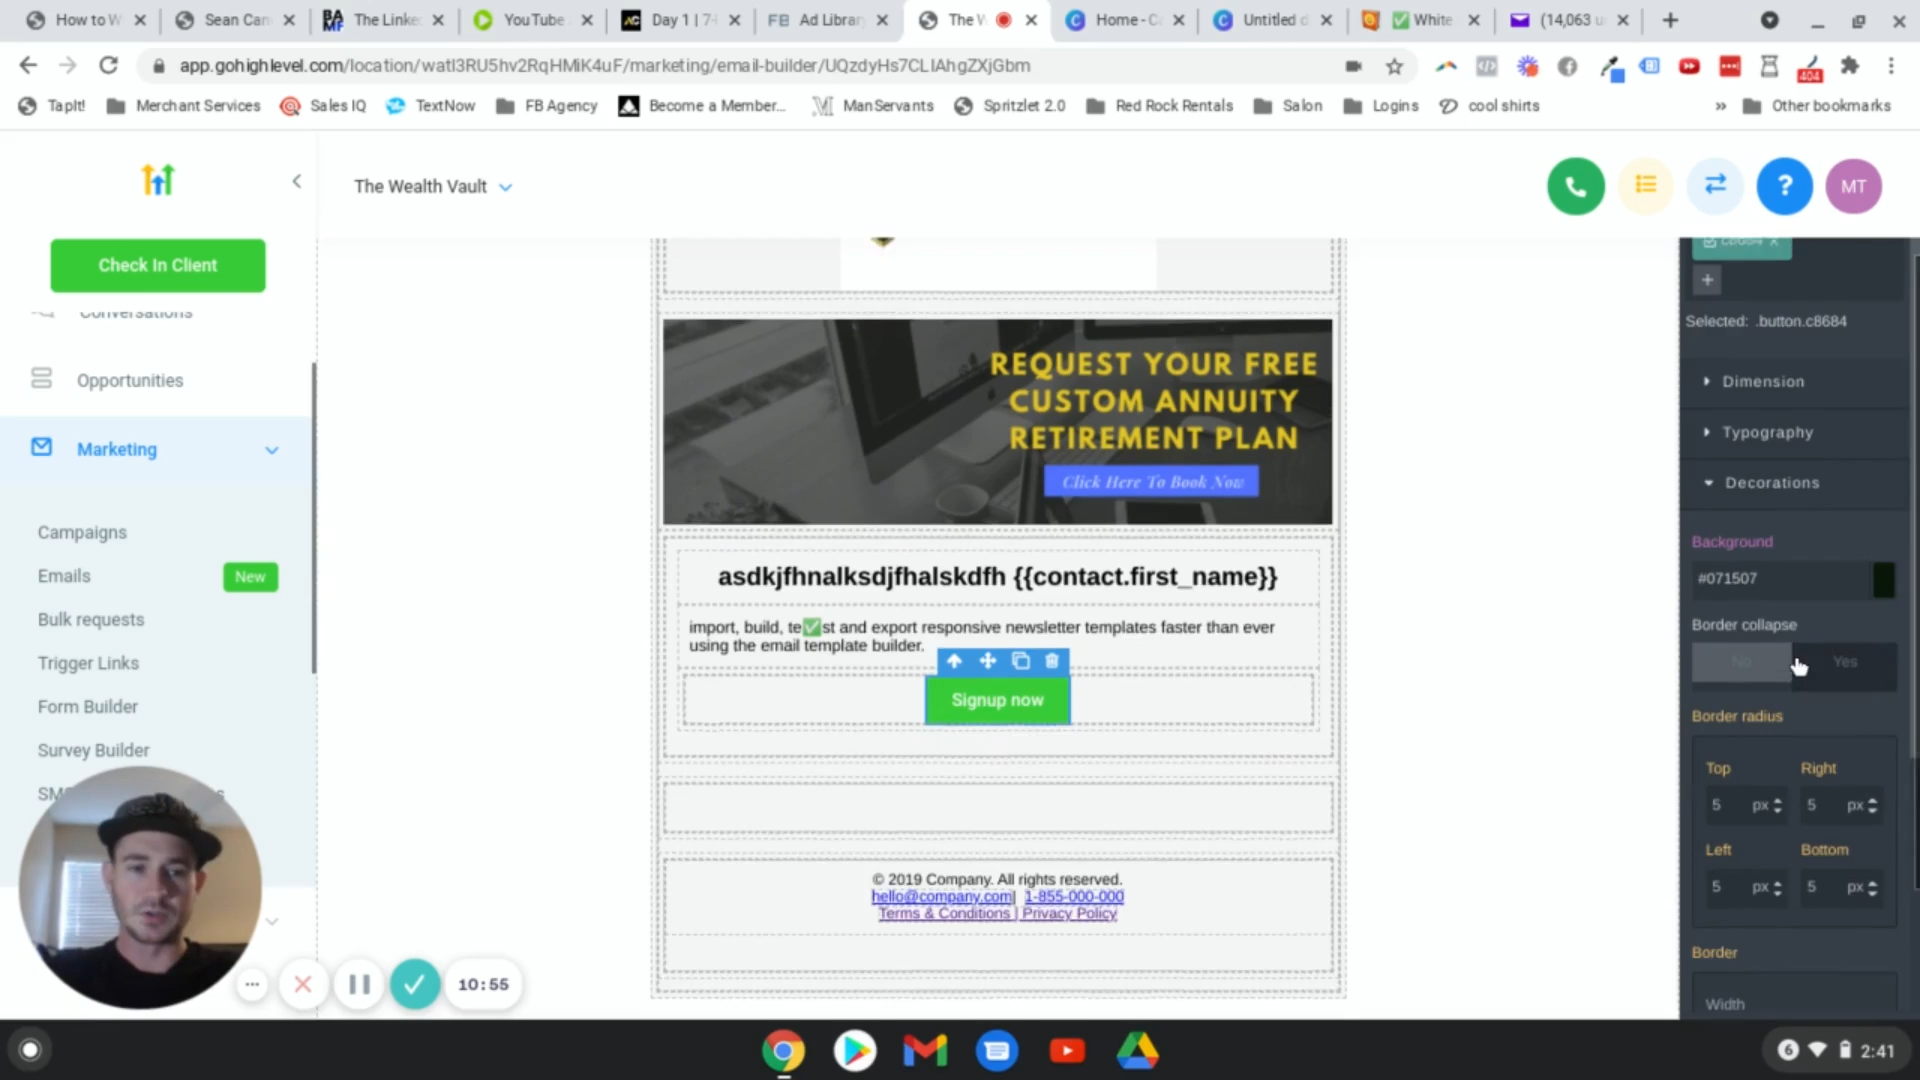 How to W
Sean Can
The Linke
YouTube
Day 1 | 7-
Ad Librar
The W
Home - C
Untitled d
✅ White
(14,063 u
app.gohighlevel.com/location/watI3RU5hv2RqHMiK4uF/marketing/email-builder/UQzdyHs7CLIAhgZXjGbm
404
TapIt!
Merchant Services
Sales IQ
TextNow
FB Agency
Become a Member...
ManServants
Spritzlet 2.0
Red Rock Rentals
Salon
Logins
cool shirts
»
Other bookmarks
The Wealth Vault
?
MT
Check In Client
Conversations
Opportunities
Marketing
Campaigns
Emails
New
Bulk requests
Trigger Links
Form Builder
Survey Builder
10:55
REQUEST YOUR FREE
CUSTOM ANNUITY
RETIREMENT PLAN
Click Here To Book Now
asdkjfhnalksdjfhalskdfh {{contact.first_name}}
import, build, te✅st and export responsive newsletter templates faster than ever
using the email template builder.
Signup now
© 2019 Company. All rights reserved.
hello@company.com| 1-855-000-000
Terms & Conditions | Privacy Policy
Selected: .button.c8684
Dimension
Typography
Decorations
Background
#071507
Border collapse
No
Yes
Border radius
Top
Right
5 px
5 px
Left
Bottom
5 px
5 px
Border
Width
6
2:41